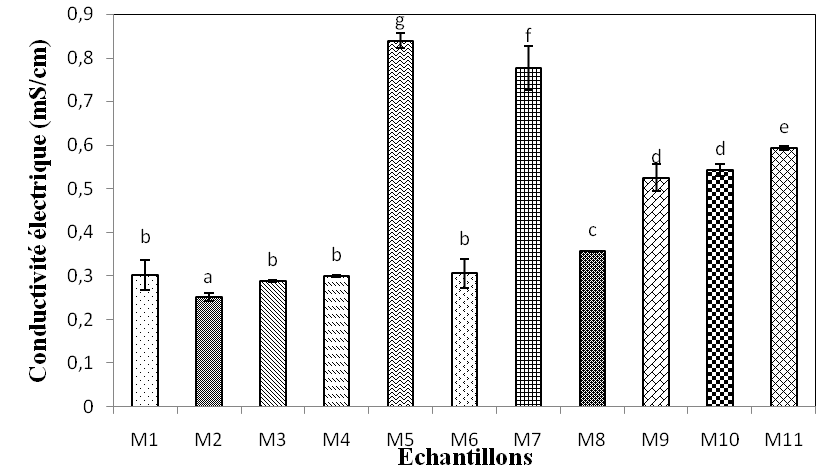 Conductivité électrique (mS/cm)
0,9
0,8
0,7
0,6
0,5
0,4
0,3
0,2
0,1
0
b
a
b
b
g
b
f
c
d
d
e
M1 M2 M3 M4 M5 M6 M7 M8 M9 M10 M11
Echantillons